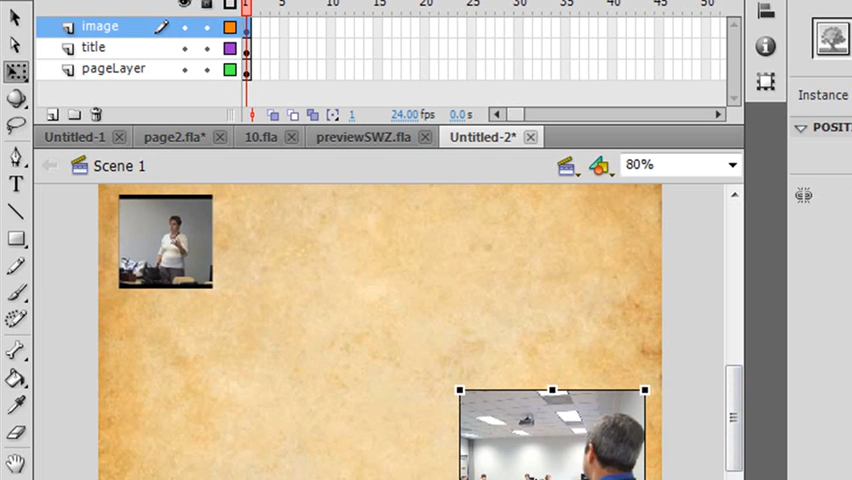 1 5 10 15 20 25 30 35 40 45 50
image
title
pageLayer
1 24.00 fps 0.0 s
Untitled-1 page2.fla* 10.fla previewSWZ.fla Untitled-2*
Scene 1 80%
Instance
POSIT
T